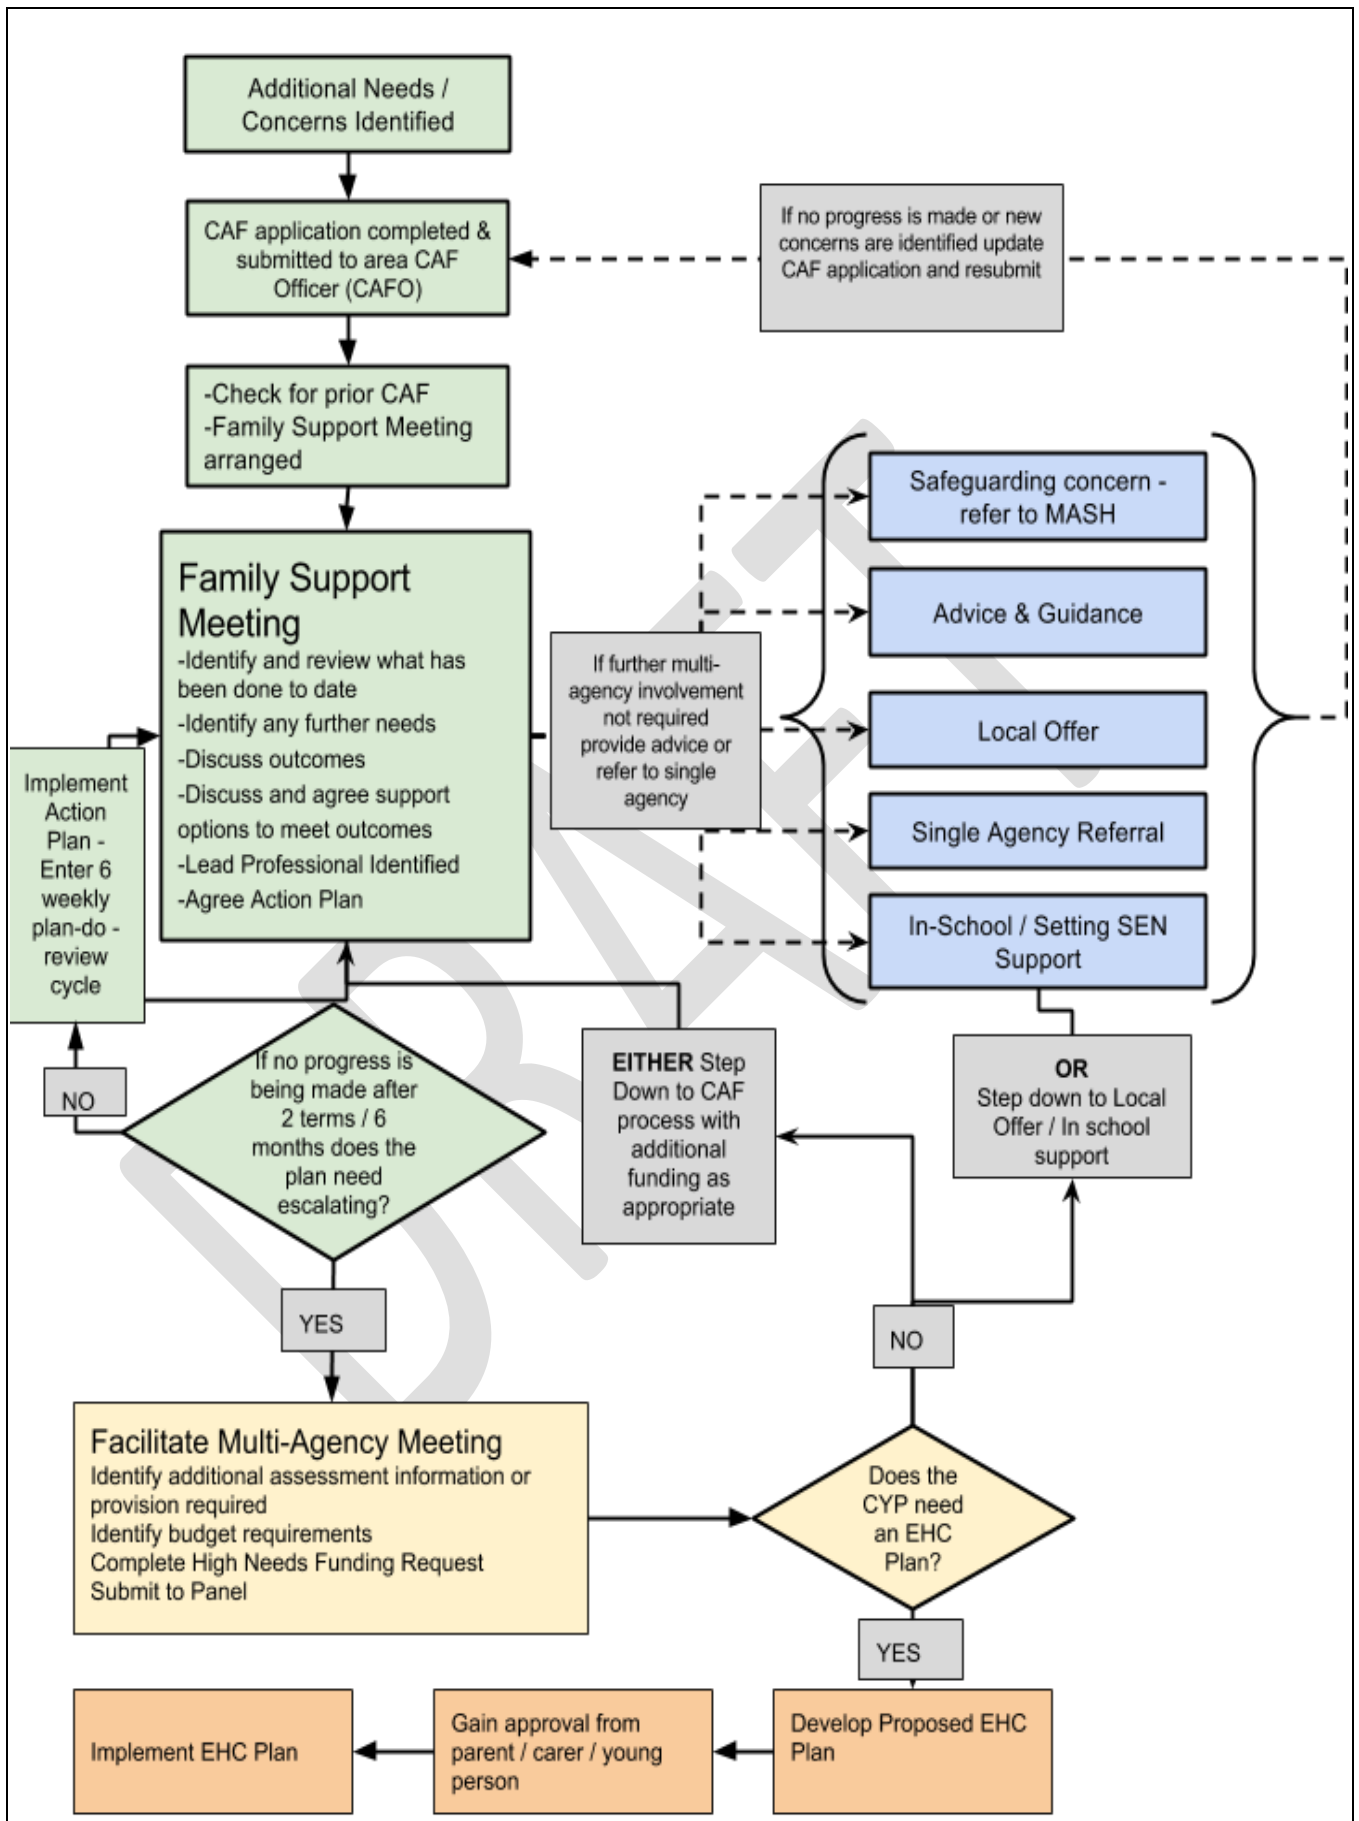 Additional Needs /
Concerns Identified
CAF application completed &
submitted to area CAF
Officer (CAFO)
If no progress is made or new
concerns are identified update
CAF application and resubmit
-Check for prior CAF
-Family Support Meeting
arranged
Family Support
Meeting
-Identify and review what has
been done to date
-Identify any further needs
-Discuss outcomes
-Discuss and agree support
options to meet outcomes
-Lead Professional Identified
-Agree Action Plan
If further multi-
agency involvement
not required
provide advice or
refer to single
agency
Safeguarding concern -
refer to MASH
Advice & Guidance
Local Offer
Single Agency Referral
In-School / Setting SEN
Support
Implement
Action
Plan -
Enter 6
weekly
plan-do -
review
cycle
NO
If no progress is
being made after
2 terms / 6
months does the
plan need
escalating?
EITHER Step
Down to CAF
process with
additional
funding as
appropriate
OR
Step down to Local
Offer / In school
support
YES
NO
Facilitate Multi-Agency Meeting
Identify additional assessment information or
provision required
Identify budget requirements
Complete High Needs Funding Request
Submit to Panel
Does the
CYP need
an EHC
Plan?
YES
Implement EHC Plan
Gain approval from
parent / carer / young
person
Develop Proposed EHC
Plan
DRAFT